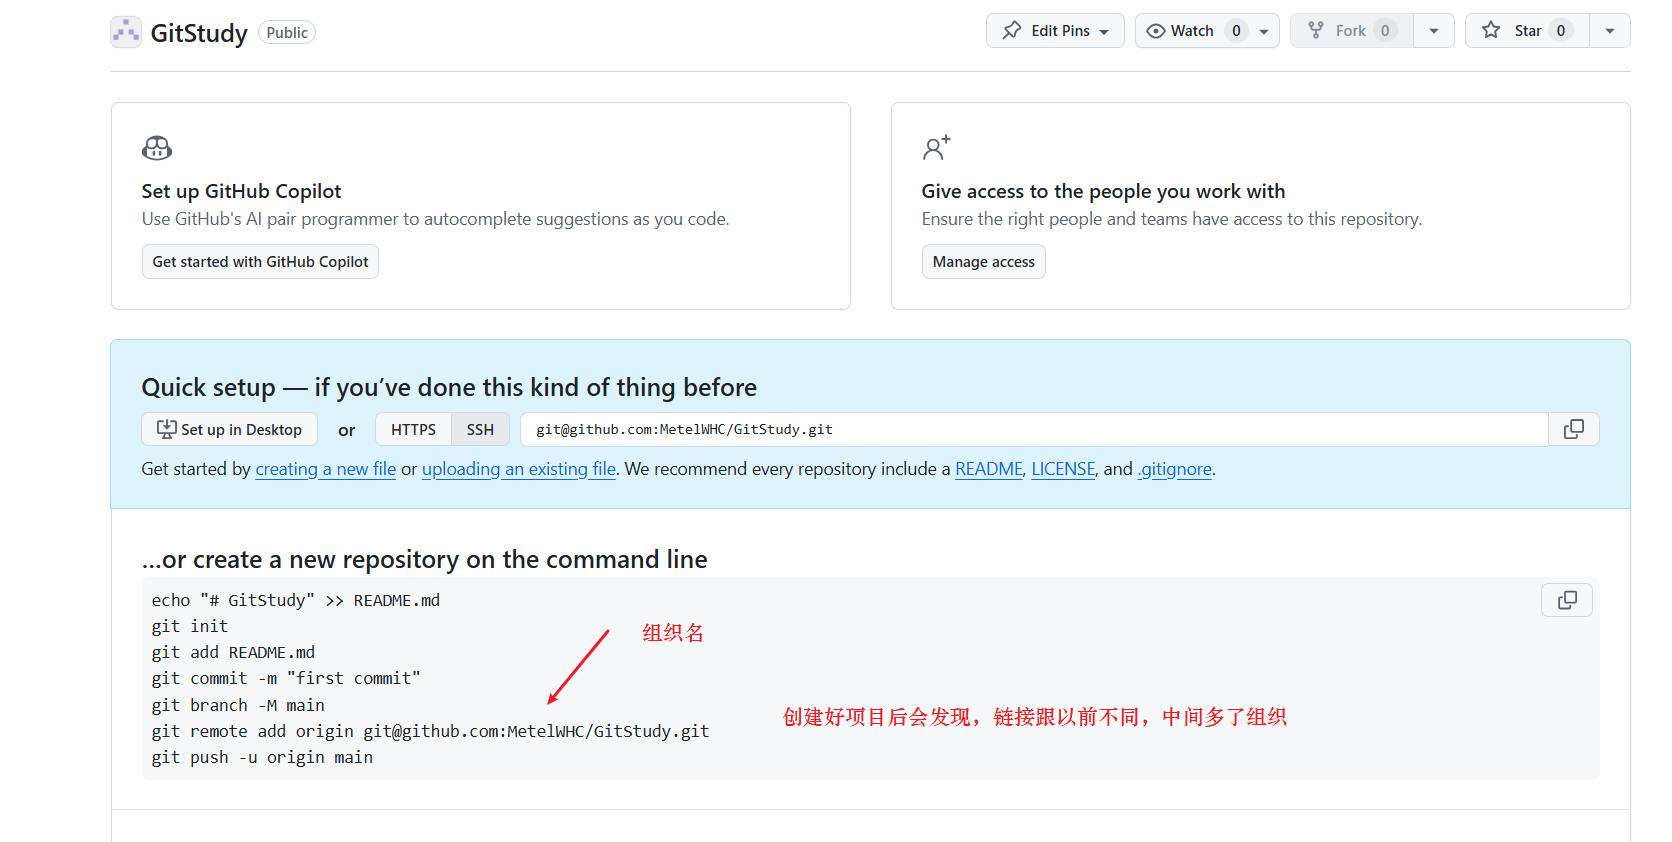 GitStudy Public Edit Pins Watch 0 Fork 0 Star 0
Set up GitHub Copilot
Use GitHub's AI pair programmer to autocomplete suggestions as you code.
Get started with GitHub Copilot
Give access to the people you work with
Ensure the right people and teams have access to this repository.
Manage access
Quick setup — if you’ve done this kind of thing before
Set up in Desktop or HTTPS SSH git@github.com:MetelWHC/GitStudy.git
Get started by creating a new file or uploading an existing file. We recommend every repository include a README, LICENSE, and .gitignore.
…or create a new repository on the command line
echo "# GitStudy" >> README.md
git init
组织名
git add README.md
git commit -m "first commit"
git branch -M main
创建好项目后会发现，链接跟以前不同，中间多了组织
git remote add origin git@github.com:MetelWHC/GitStudy.git
git push -u origin main